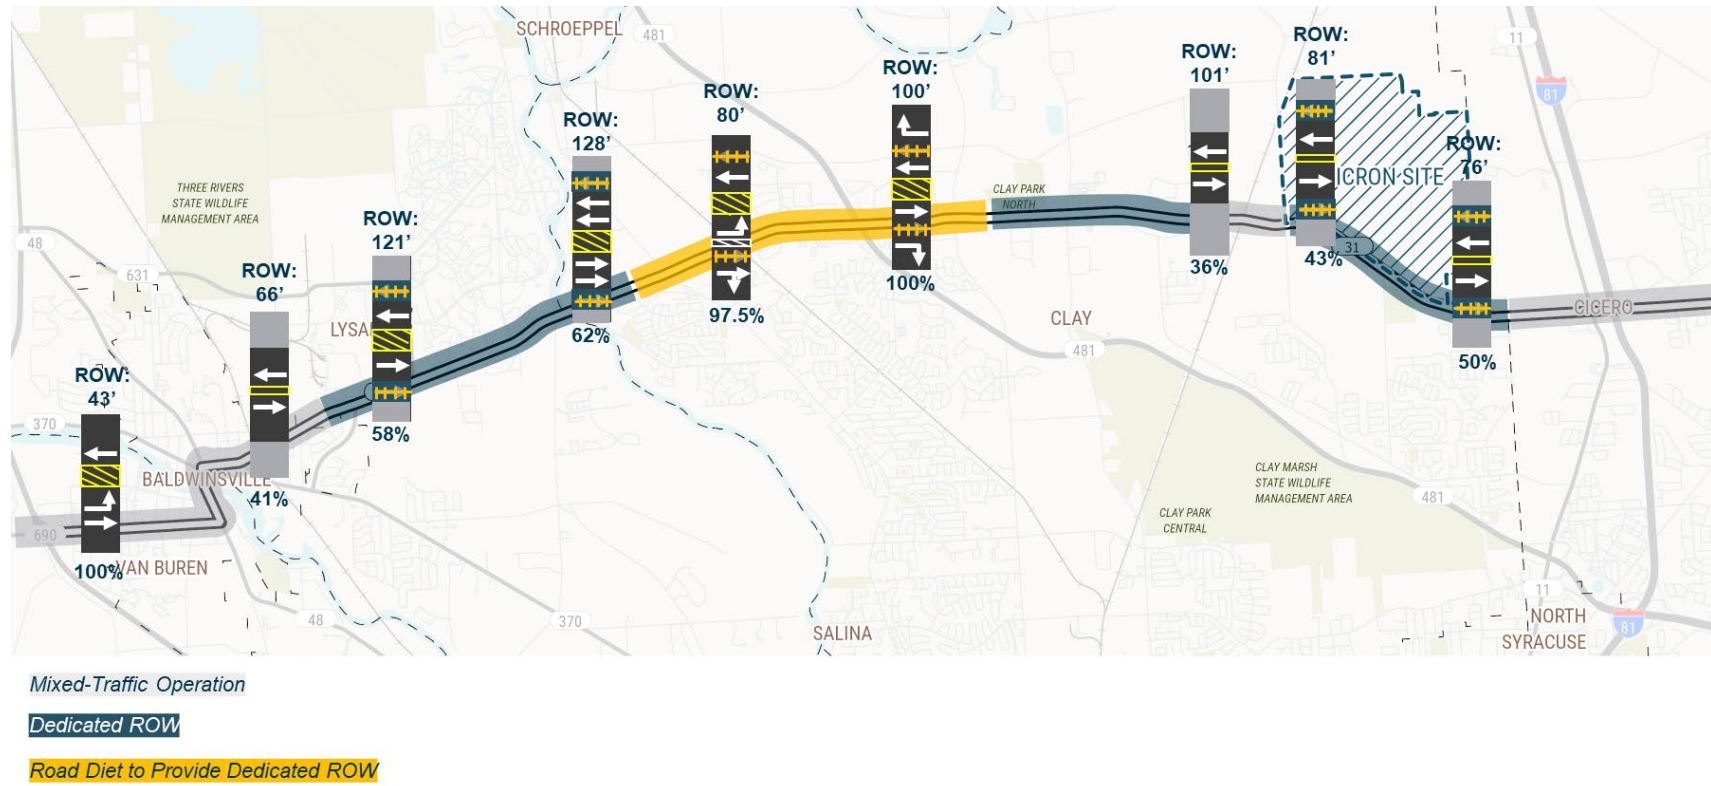 SCHROEPPEL
481
11
81
ROW:
81'
ROW:
101'
ROW:
100'
ROW:
80'
ROW:
128'
ROW:
76'
ICRON SITE
THREE RIVERS
STATE WILDLIFE
MANAGEMENT AREA
CLAY PARK
NORTH
ROW:
121'
48
631
31
36%
43%
ROW:
66'
100%
97.5%
CLAY
CICERO
LYSA
62%
481
50%
ROW:
43'
370
58%
BALDWINSVILLE
41%
CLAY MARSH
STATE WILDLIFE
MANAGEMENT AREA
481
CLAY PARK
CENTRAL
690
100%
VAN BUREN
11
48
370
SALINA
NORTH
SYRACUSE
81
Mixed-Traffic Operation
Dedicated ROW
Road Diet to Provide Dedicated ROW